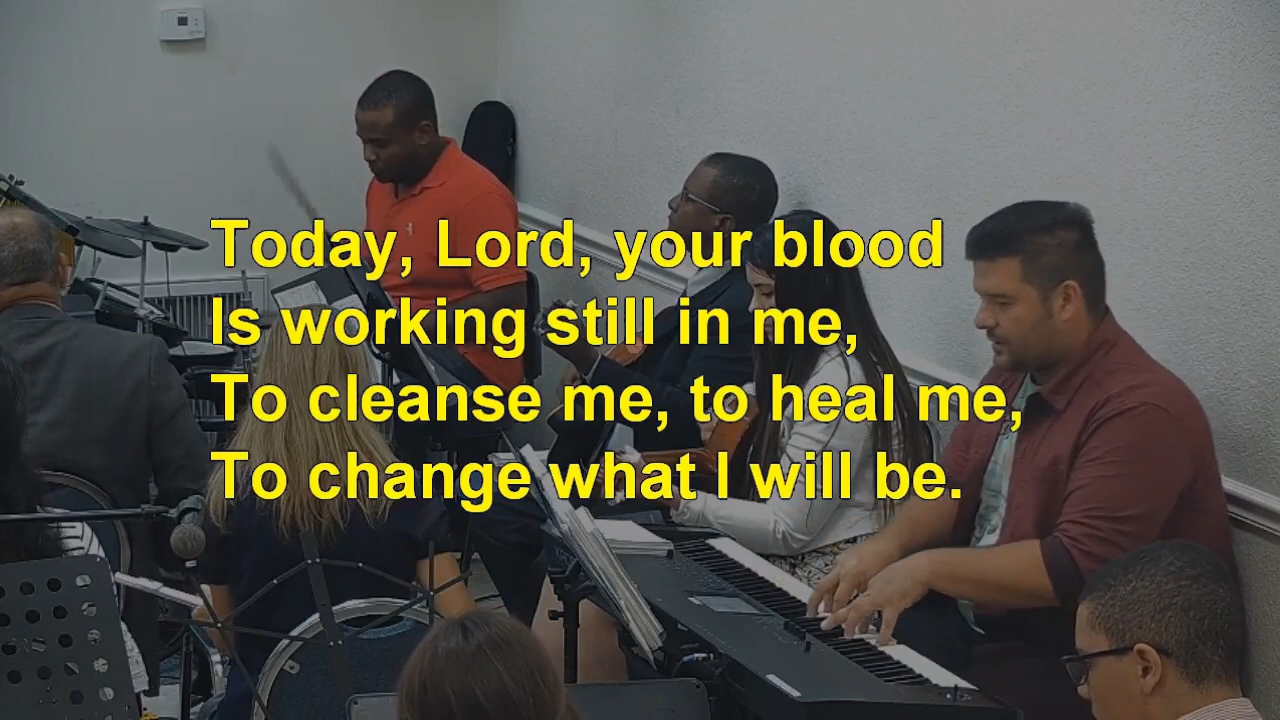 Today, Lord, your blood
Is working still in me,
To cleanse me, to heal me,
To change what I will be.